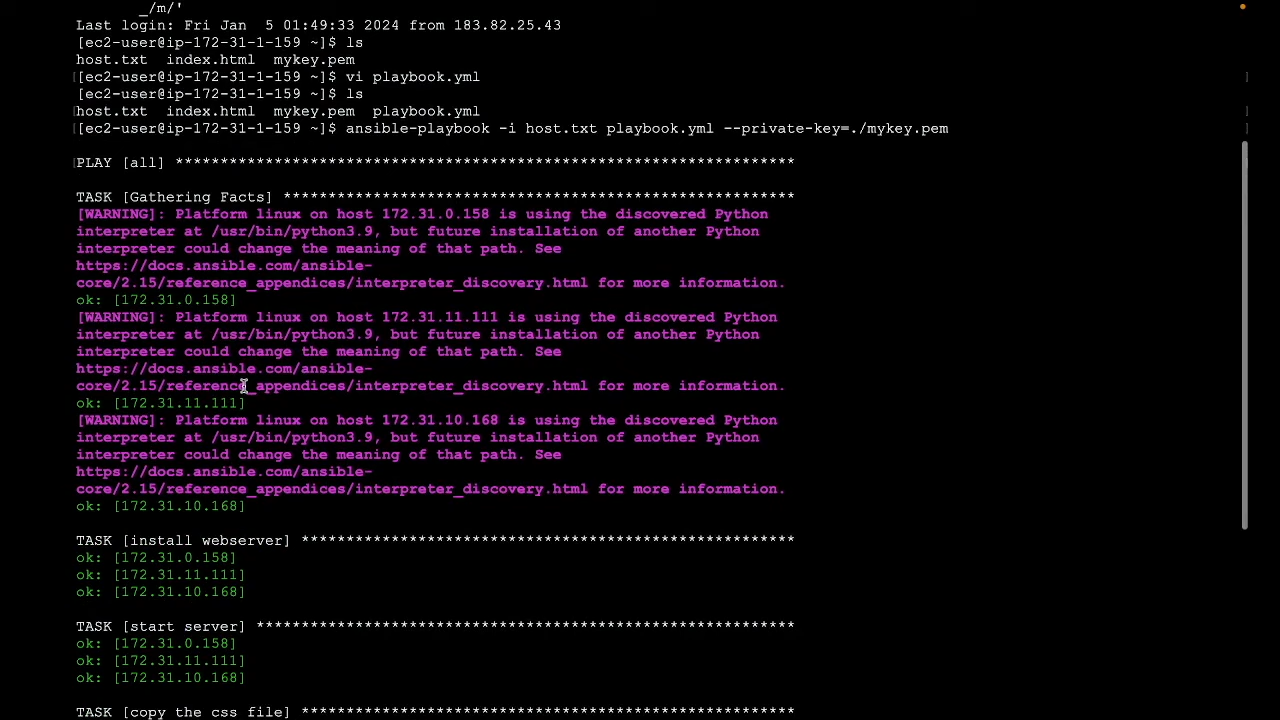 _/m/'
Last login: Fri Jan  5 01:49:33 2024 from 183.82.25.43
[ec2-user@ip-172-31-1-159 ~]$ ls
host.txt  index.html  mykey.pem
[ec2-user@ip-172-31-1-159 ~]$ vi playbook.yml
[ec2-user@ip-172-31-1-159 ~]$ ls
host.txt  index.html  mykey.pem  playbook.yml
[ec2-user@ip-172-31-1-159 ~]$ ansible-playbook -i host.txt playbook.yml --private-key=./mykey.pem
PLAY [all] *********************************************************************
TASK [Gathering Facts] *********************************************************
[WARNING]: Platform linux on host 172.31.0.158 is using the discovered Python
interpreter at /usr/bin/python3.9, but future installation of another Python
interpreter could change the meaning of that path. See
https://docs.ansible.com/ansible-
core/2.15/reference_appendices/interpreter_discovery.html for more information.
ok: [172.31.0.158]
[WARNING]: Platform linux on host 172.31.11.111 is using the discovered Python
interpreter at /usr/bin/python3.9, but future installation of another Python
interpreter could change the meaning of that path. See
https://docs.ansible.com/ansible-
core/2.15/reference_appendices/interpreter_discovery.html for more information.
ok: [172.31.11.111]
[WARNING]: Platform linux on host 172.31.10.168 is using the discovered Python
interpreter at /usr/bin/python3.9, but future installation of another Python
interpreter could change the meaning of that path. See
https://docs.ansible.com/ansible-
core/2.15/reference_appendices/interpreter_discovery.html for more information.
ok: [172.31.10.168]
TASK [install webserver] *******************************************************
ok: [172.31.0.158]
ok: [172.31.11.111]
ok: [172.31.10.168]
TASK [start server] ************************************************************
ok: [172.31.0.158]
ok: [172.31.11.111]
ok: [172.31.10.168]
TASK [copy the css file] *******************************************************